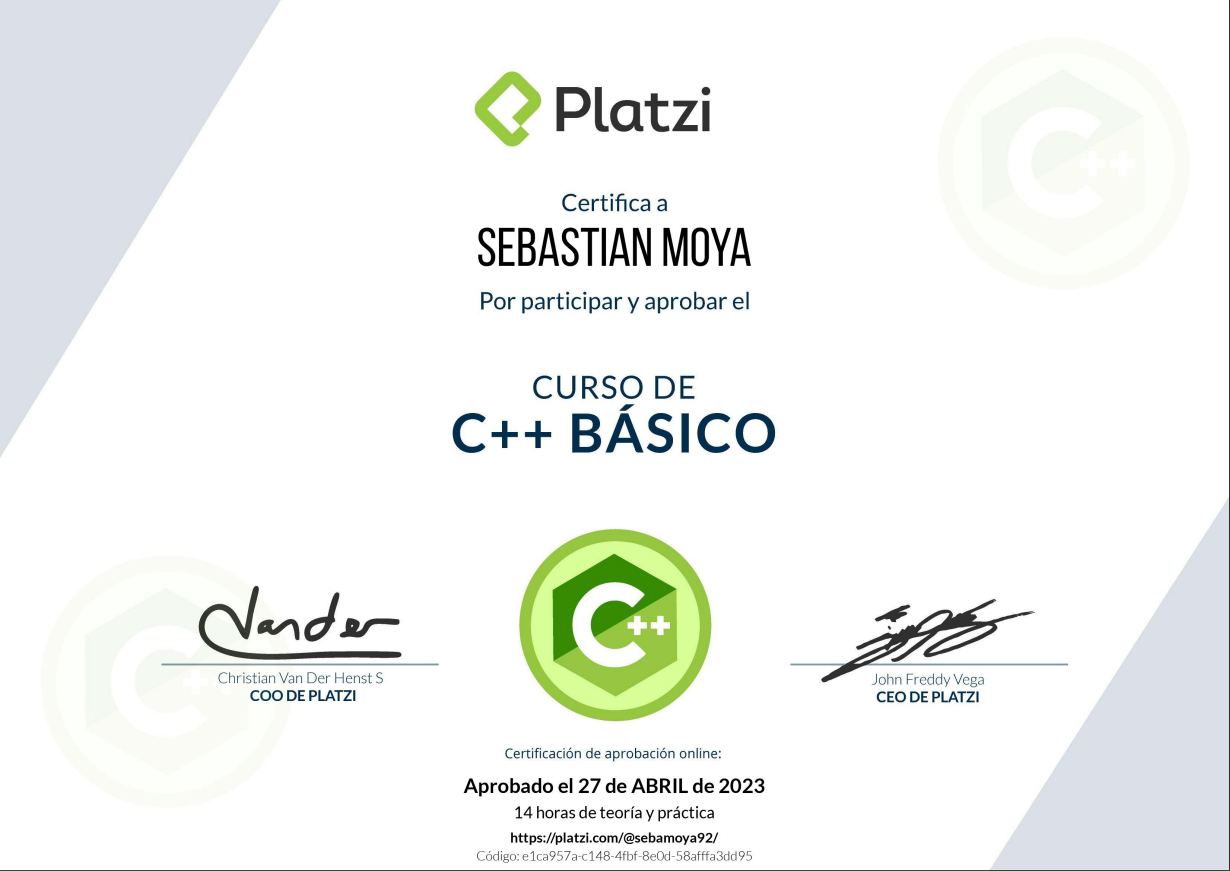 Platzi
Certifica a
SEBASTIAN MOYA
Por participar y aprobar el
CURSO DE
C++ BÁSICO
C++
C++
Vander
C++
Christian Van Der Henst S
COO DE PLATZI
John Freddy Vega
CEO DE PLATZI
Certificación de aprobación online:
Aprobado el 27 de ABRIL de 2023
14 horas de teoría y práctica
https://platzi.com/@sebamoya92/
Código: e1ca957a-c148-4fbf-8e0d-58afffa3dd95